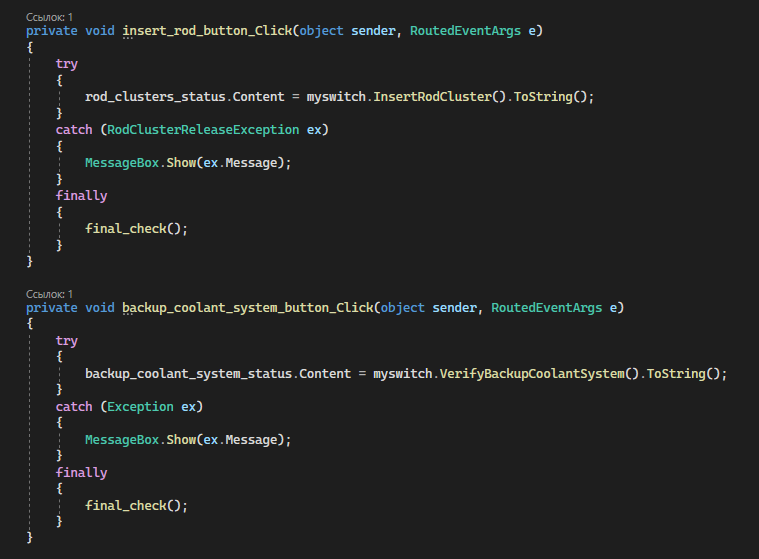 Ссылок: 1
private void insert_rod_button_Click(object sender, RoutedEventArgs e)
{
    try
    {
        rod_clusters_status.Content = myswitch.InsertRodCluster().ToString();
    }
    catch (RodClusterReleaseException ex)
    {
        MessageBox.Show(ex.Message);
    }
    finally
    {
        final_check();
    }
}
Ссылок: 1
private void backup_coolant_system_button_Click(object sender, RoutedEventArgs e)
{
    try
    {
        backup_coolant_system_status.Content = myswitch.VerifyBackupCoolantSystem().ToString();
    }
    catch (Exception ex)
    {
        MessageBox.Show(ex.Message);
    }
    finally
    {
        final_check();
    }
}